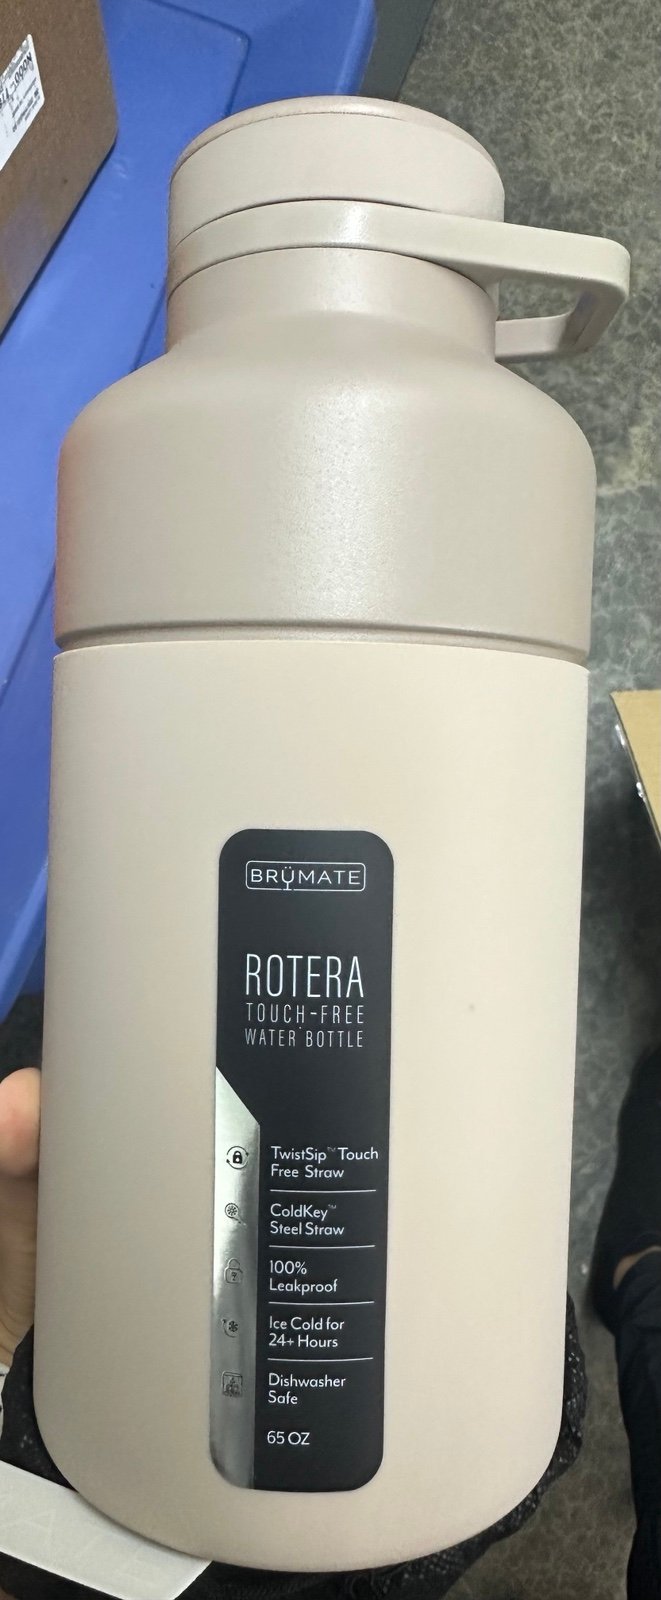 BRÜMATE
ROTERA
TOUCH-FREE
WATER BOTTLE
TwistSip™ Touch
Free Straw
ColdKey™
Steel Straw
100%
Leakproof
Ice Cold for
24+ Hours
Dishwasher
Safe
65 OZ